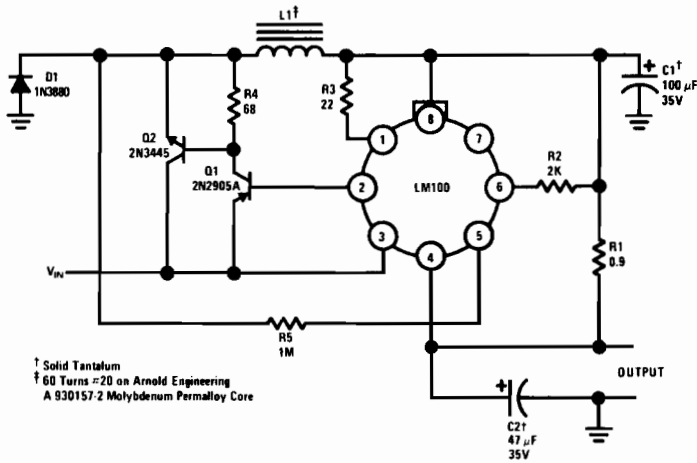 L1‡
D1
1N3880
R4
68
R3
22
C1†
100 µF
35V
+
Q2
2N3445
Q1
2N2905A
1
8
7
2
LM100
6
3
4
5
R2
2K
R1
0.9
VIN
R5
1M
† Solid Tantalum
‡ 60 Turns #20 on Arnold Engineering
A 930157-2 Molybdenum Permalloy Core
OUTPUT
+
C2†
47 µF
35V